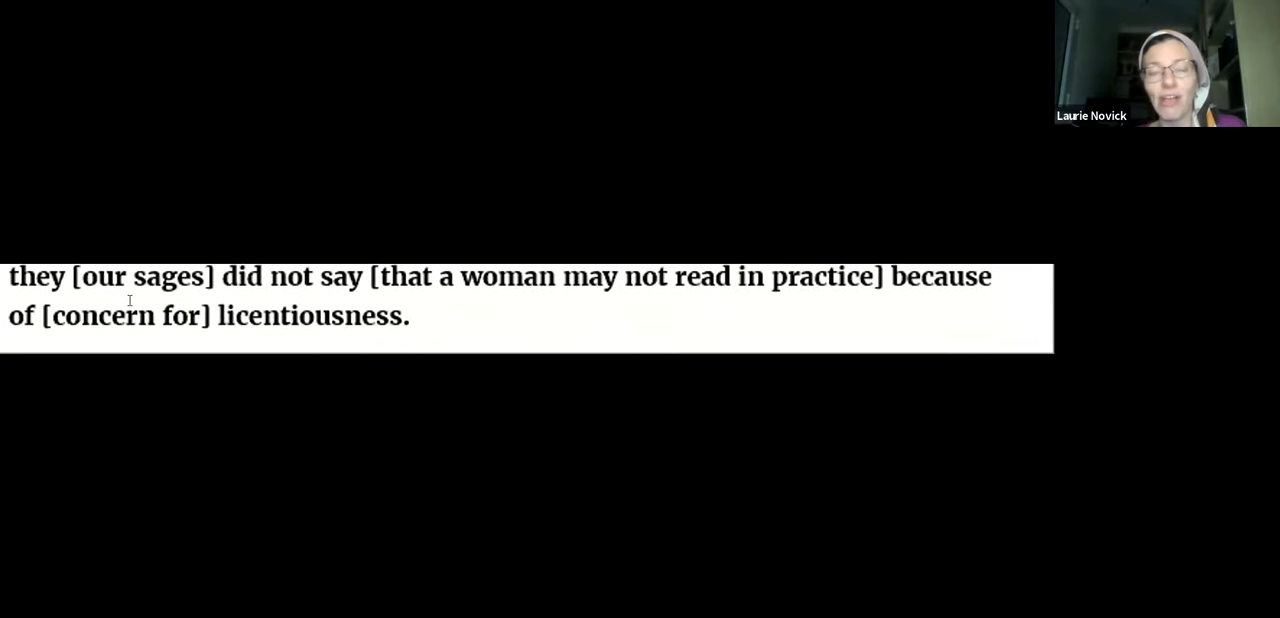 Laurie Novick
they [our sages] did not say [that a woman may not read in practice] because
of [concern for] licentiousness.